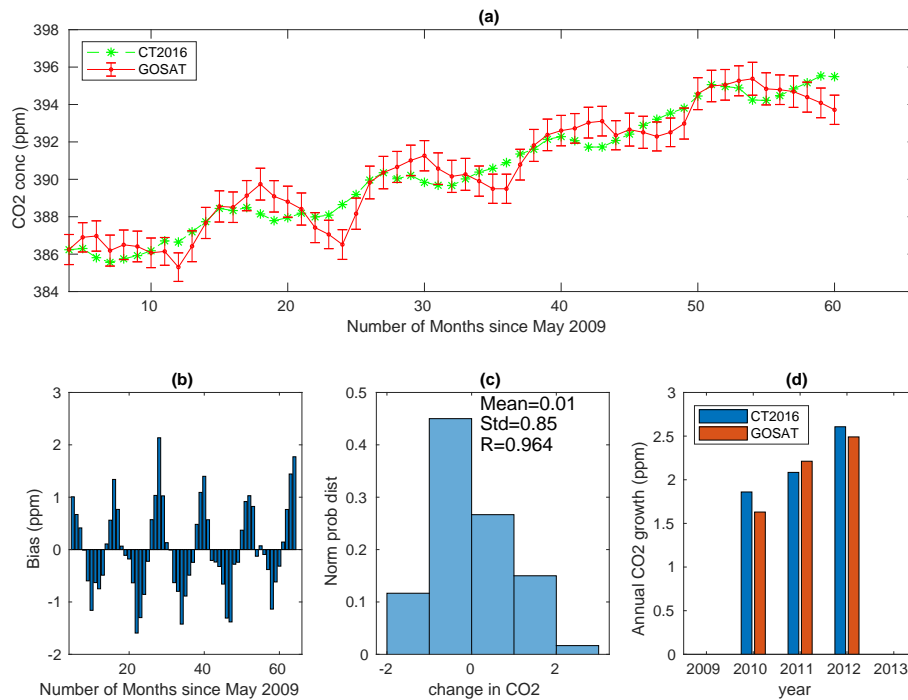 (a)
398
396
394
392
390
388
386
384
CO2 conc (ppm)
CT2016
GOSAT
10 20 30 40 50 60
Number of Months since May 2009
(b)
3
2
1
0
-1
-2
Bias (ppm)
20 40 60
Number of Months since May 2009
(c)
0.5
0.4
0.3
0.2
0.1
0
Norm prob dist
Mean=0.01
Std=0.85
R=0.964
-2 0 2
change in CO2
(d)
3
2.5
2
1.5
1
0.5
0
Annual CO2 growth (ppm)
CT2016
GOSAT
2009 2010 2011 2012 2013
year